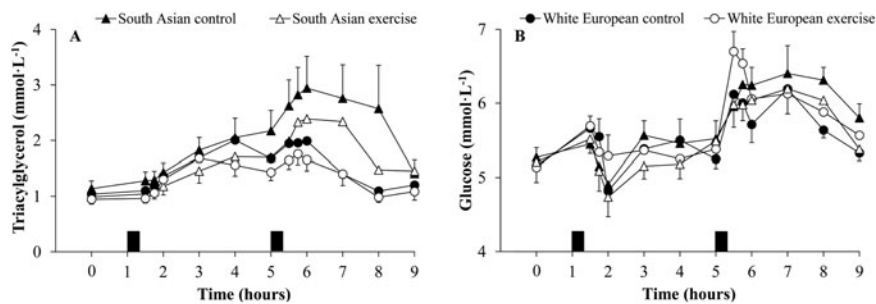 South Asian control South Asian exercise
White European control White European exercise
A
B
Triacylglycerol (mmol·L⁻¹)
4
3
2
1
0
0 1 2 3 4 5 6 7 8 9
Time (hours)
Glucose (mmol·L⁻¹)
7
6
5
4
0 1 2 3 4 5 6 7 8 9
Time (hours)